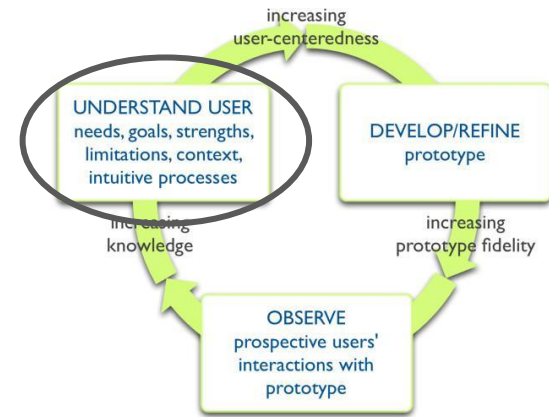 increasing
user-centeredness
UNDERSTAND USER
needs, goals, strengths,
limitations, context,
intuitive processes
DEVELOP/REFINE
prototype
increasing
knowledge
increasing
prototype fidelity
OBSERVE
prospective users'
interactions with
prototype